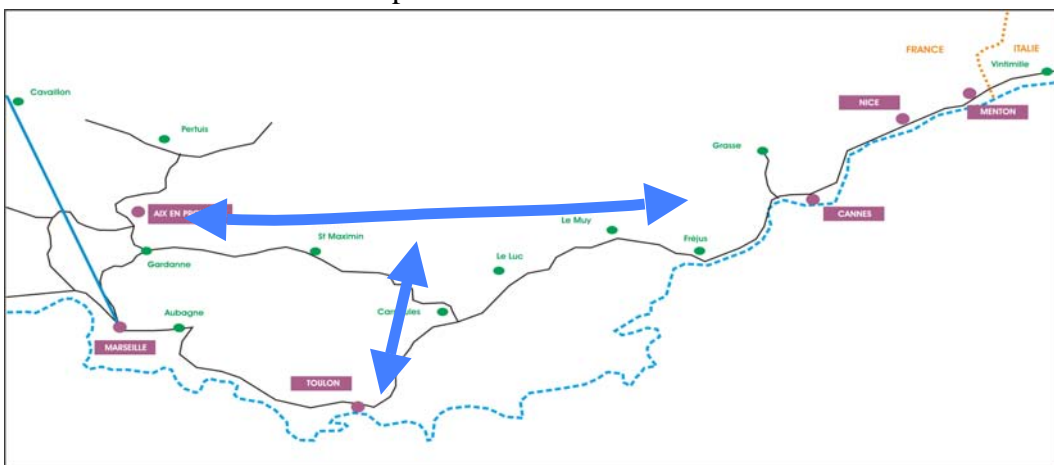 FRANCE
ITALIE
Vintimille
Cavaillon
NICE
MENTON
Pertuis
Grasse
AIX EN
CANNES
Le Muy
St Maximin
Fréjus
Gardanne
Le Luc
Aubagne
MARSEILLE
TOULON